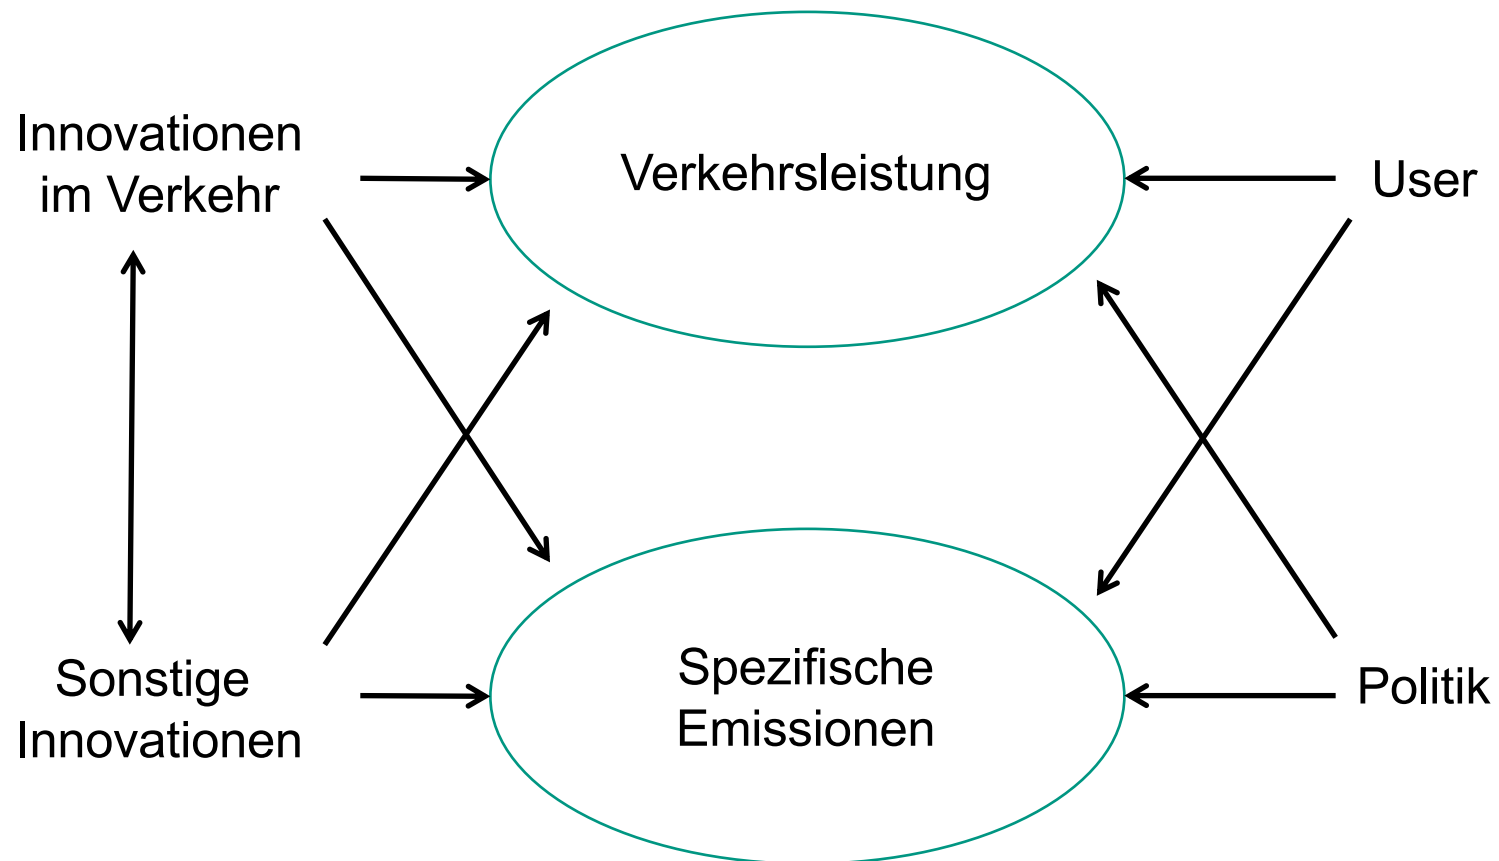 Innovationen
im Verkehr
Verkehrsleistung
User
Sonstige
Innovationen
Spezifische
Emissionen
Politik